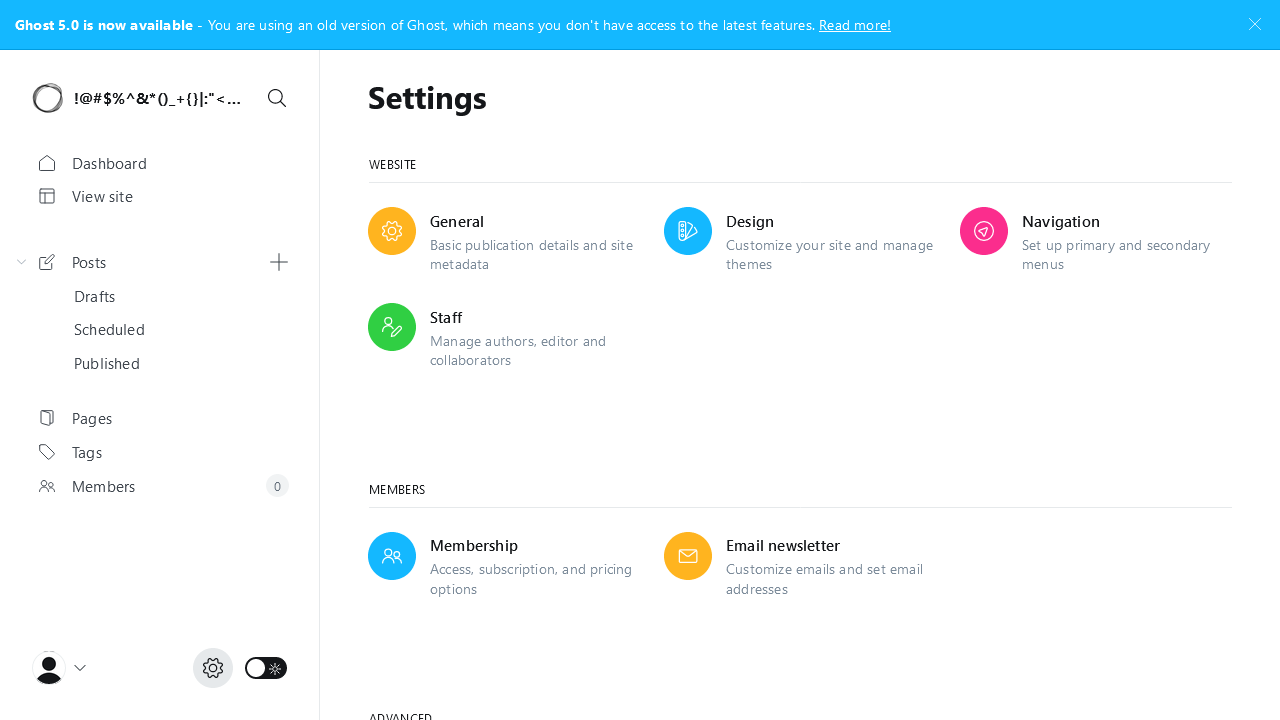 Ghost 5.0 is now available - You are using an old version of Ghost, which means you don't have access to the latest features. Read more!
!@#$%^&*()_+{}|:"<...
Dashboard
View site
Posts
Drafts
Scheduled
Published
Pages
Tags
Members
0
Settings
WEBSITE
General
Basic publication details and site
metadata
Design
Customize your site and manage
themes
Navigation
Set up primary and secondary
menus
Staff
Manage authors, editor and
collaborators
MEMBERS
Membership
Access, subscription, and pricing
options
Email newsletter
Customize emails and set email
addresses
ADVANCED